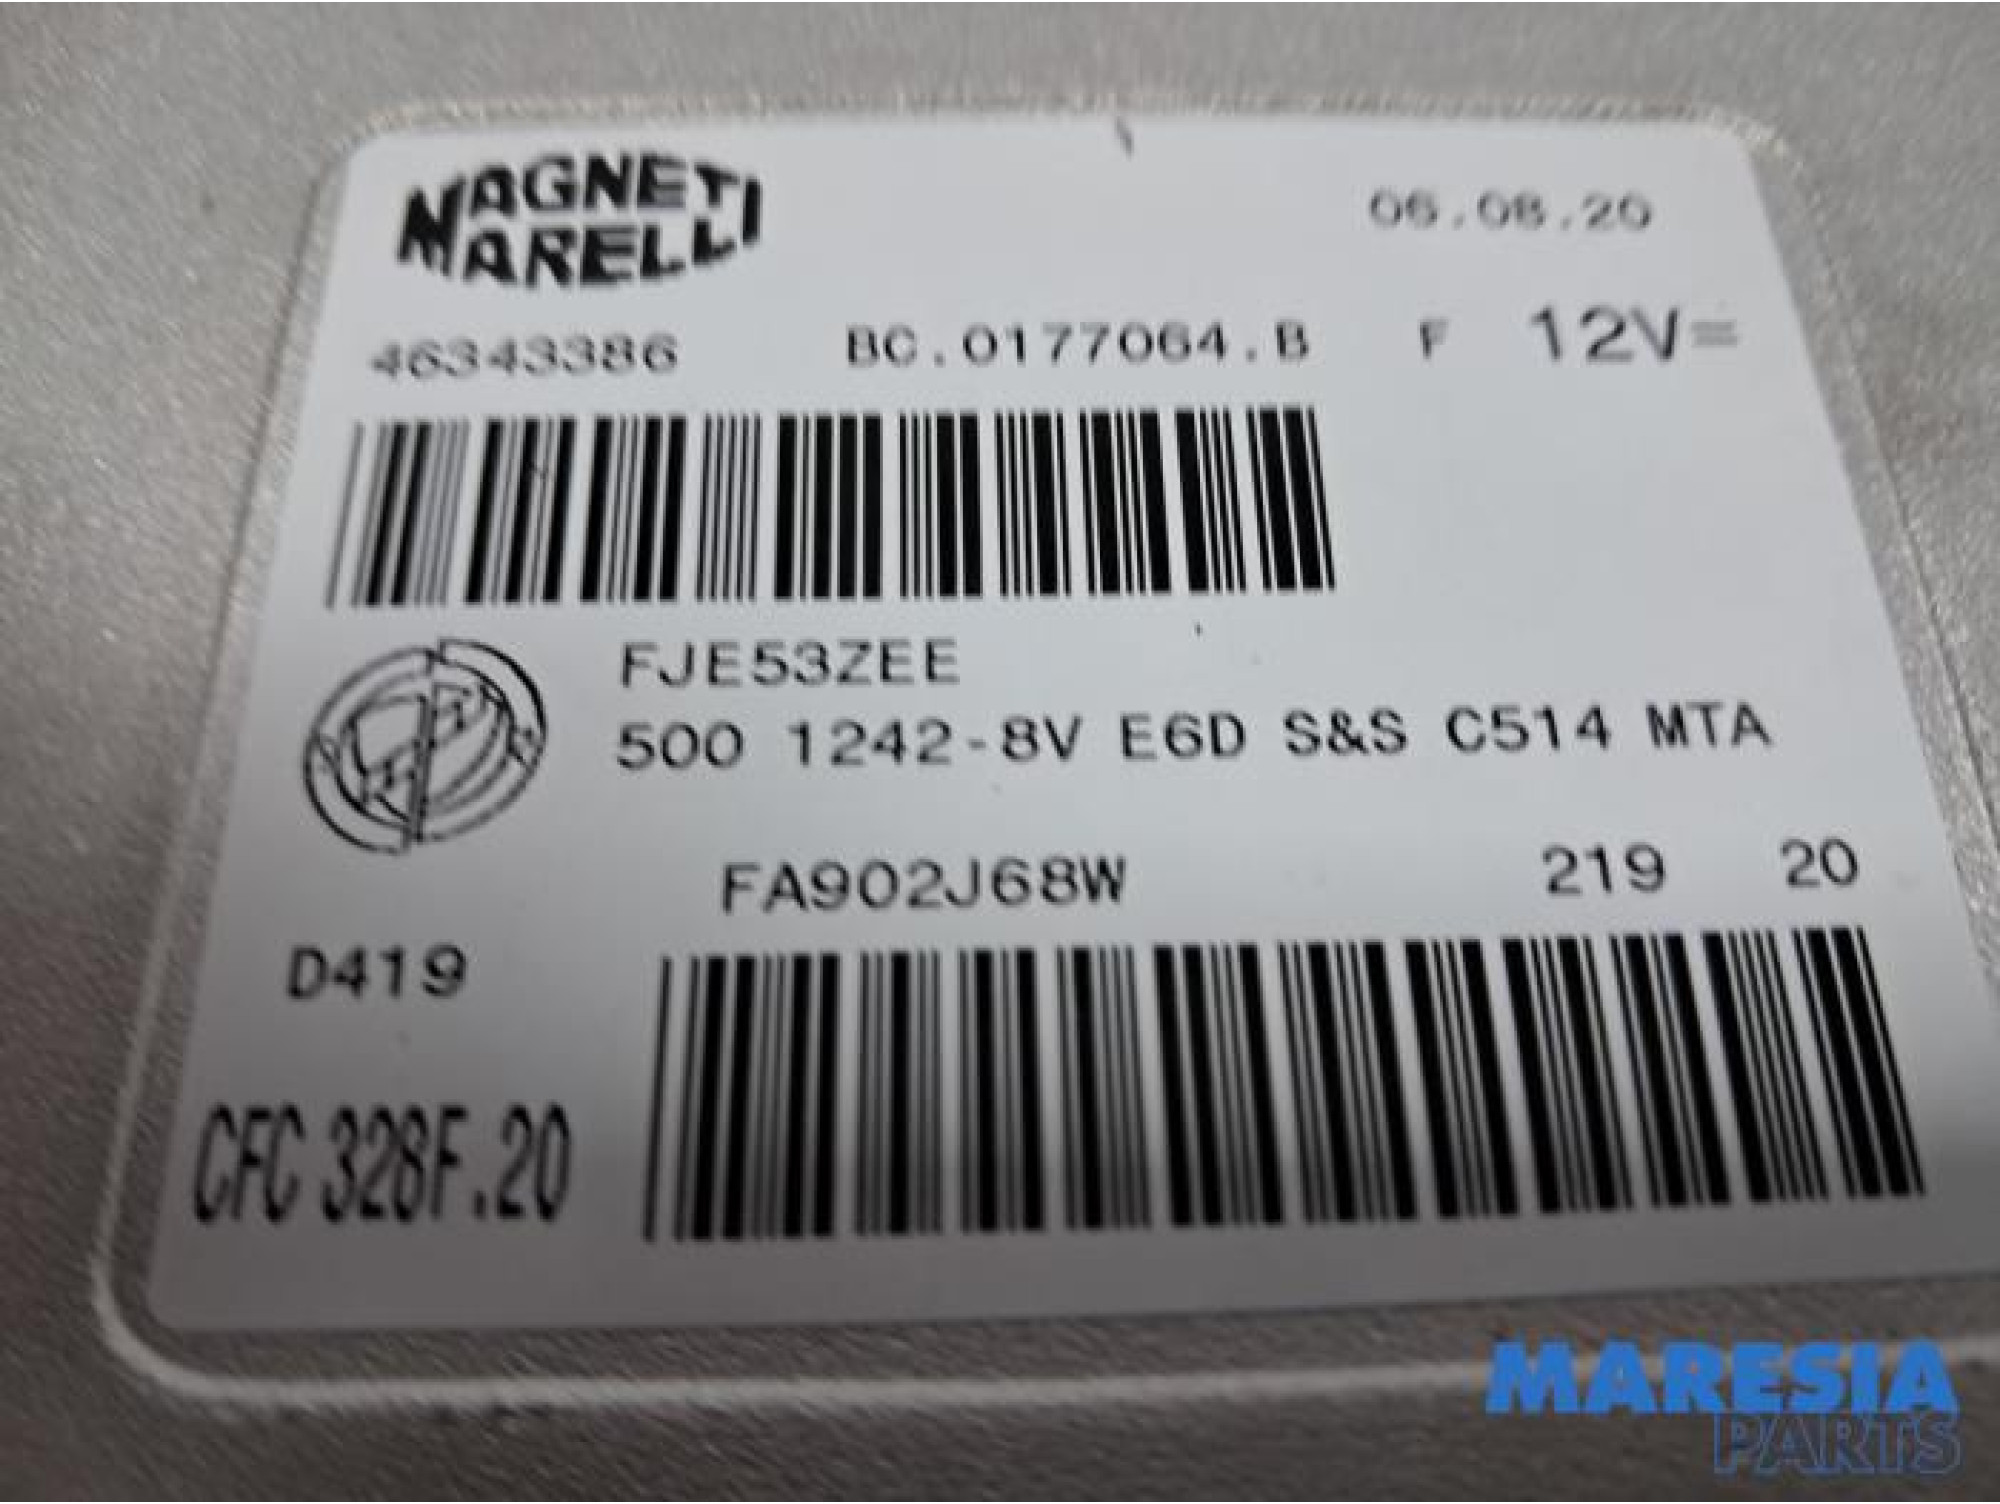 MAGNETI
MARELLI
06.08.20
46343386 BC.0177064.B F 12V=
FJE53ZEE
500 1242-8V E6D S&S C514 MTA
FA902J68W 219 20
D419
CFC 328F.20
MARESIA
PARTS